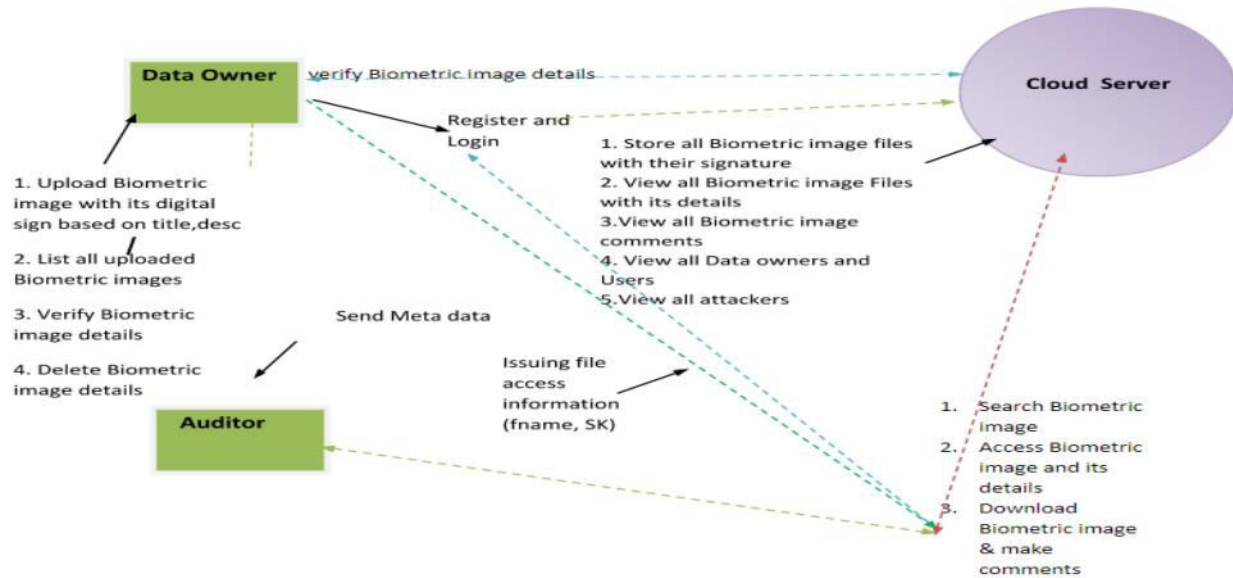 Data Owner
verify Biometric image details
Cloud Server
Register and
Login
1. Store all Biometric image files
with their signature
2. View all Biometric image Files
with its details
3.View all Biometric image
comments
4. View all Data owners and
Users
5.View all attackers
1. Upload Biometric
image with its digital
sign based on title,desc
2. List all uploaded
Biometric images
3. Verify Biometric
image details
4. Delete Biometric
image details
Send Meta data
Issuing file
access
information
(fname, SK)
Auditor
1. Search Biometric
image
2. Access Biometric
image and its
details
3. Download
Biometric image
& make
comments